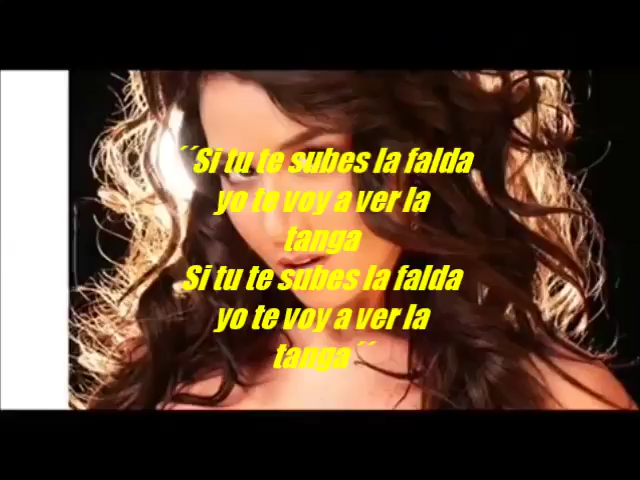 ´´Si tu te subes la falda
yo te voy a ver la
tanga
Si tu te subes la falda
yo te voy a ver la
tanga´´